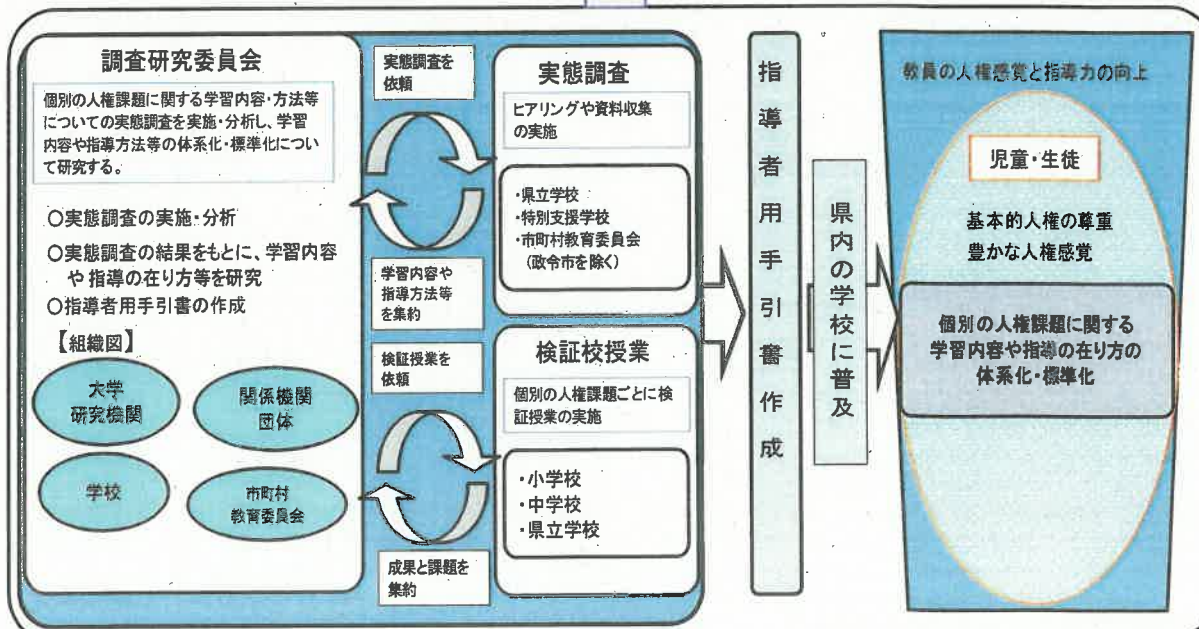 調査研究委員会
個別の人権課題に関する学習内容・方法等
についての実態調査を実施・分析し、学習
内容や指導方法等の体系化・標準化につい
て研究する。
○実態調査の実施・分析
○実態調査の結果をもとに、学習内容
や指導の在り方等を研究
○指導者用手引書の作成
【組織図】
大学
研究機関
関係機関
団体
学校
市町村
教育委員会
実態調査を
依頼
学習内容や
指導方法等
を集約
検証授業を
依頼
成果と課題を
集約
実態調査
ヒアリングや資料収集
の実施
・県立学校
・特別支援学校
・市町村教育委員会
(政令市を除く)
検証校授業
個別の人権課題ごとに検
証授業の実施
・小学校
・中学校
・県立学校
指導者用手引書作成
県内の学校に普及
教員の人権感覚と指導力の向上
児童・生徒
基本的人権の尊重
豊かな人権感覚
個別の人権課題に関する
学習内容や指導の在り方の
体系化・標準化